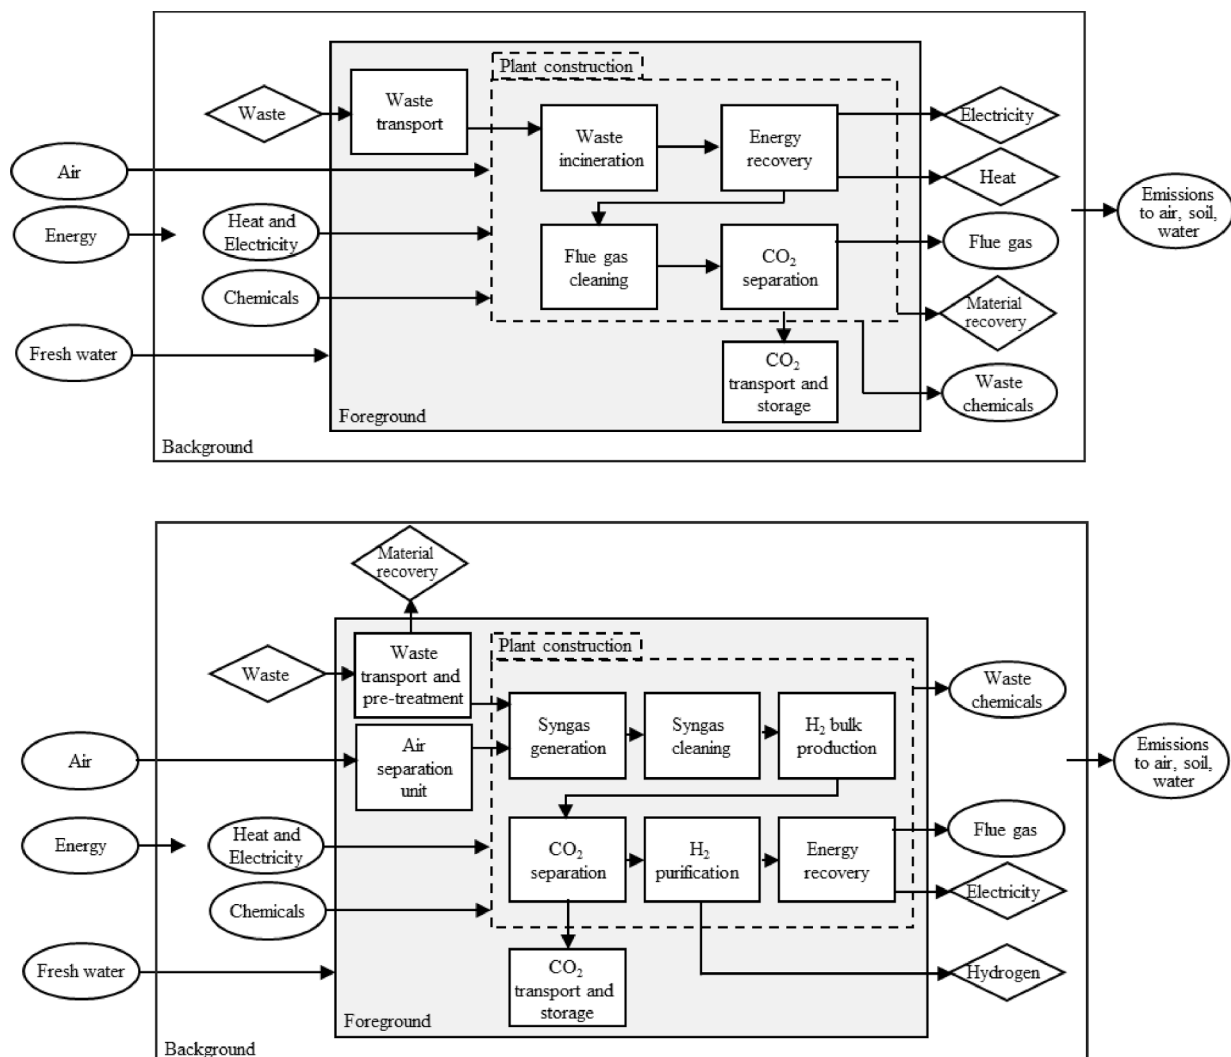 Plant construction
Waste
Waste
transport
Waste
incineration
Energy
recovery
Electricity
Air
Heat
Emissions
to air, soil,
water
Energy
Heat and
Electricity
Flue gas
cleaning
CO2
separation
Flue gas
Chemicals
Material
recovery
Fresh water
CO2
transport and
storage
Waste
chemicals
Foreground
Background
Material
recovery
Plant construction
Waste
Waste
transport and
pre-treatment
Waste
chemicals
Syngas
generation
Syngas
cleaning
H2 bulk
production
Air
Air
separation
unit
Emissions
to air, soil,
water
Energy
Heat and
Electricity
CO2
separation
H2
purification
Energy
recovery
Flue gas
Electricity
Chemicals
Fresh water
CO2
transport and
storage
Hydrogen
Foreground
Background